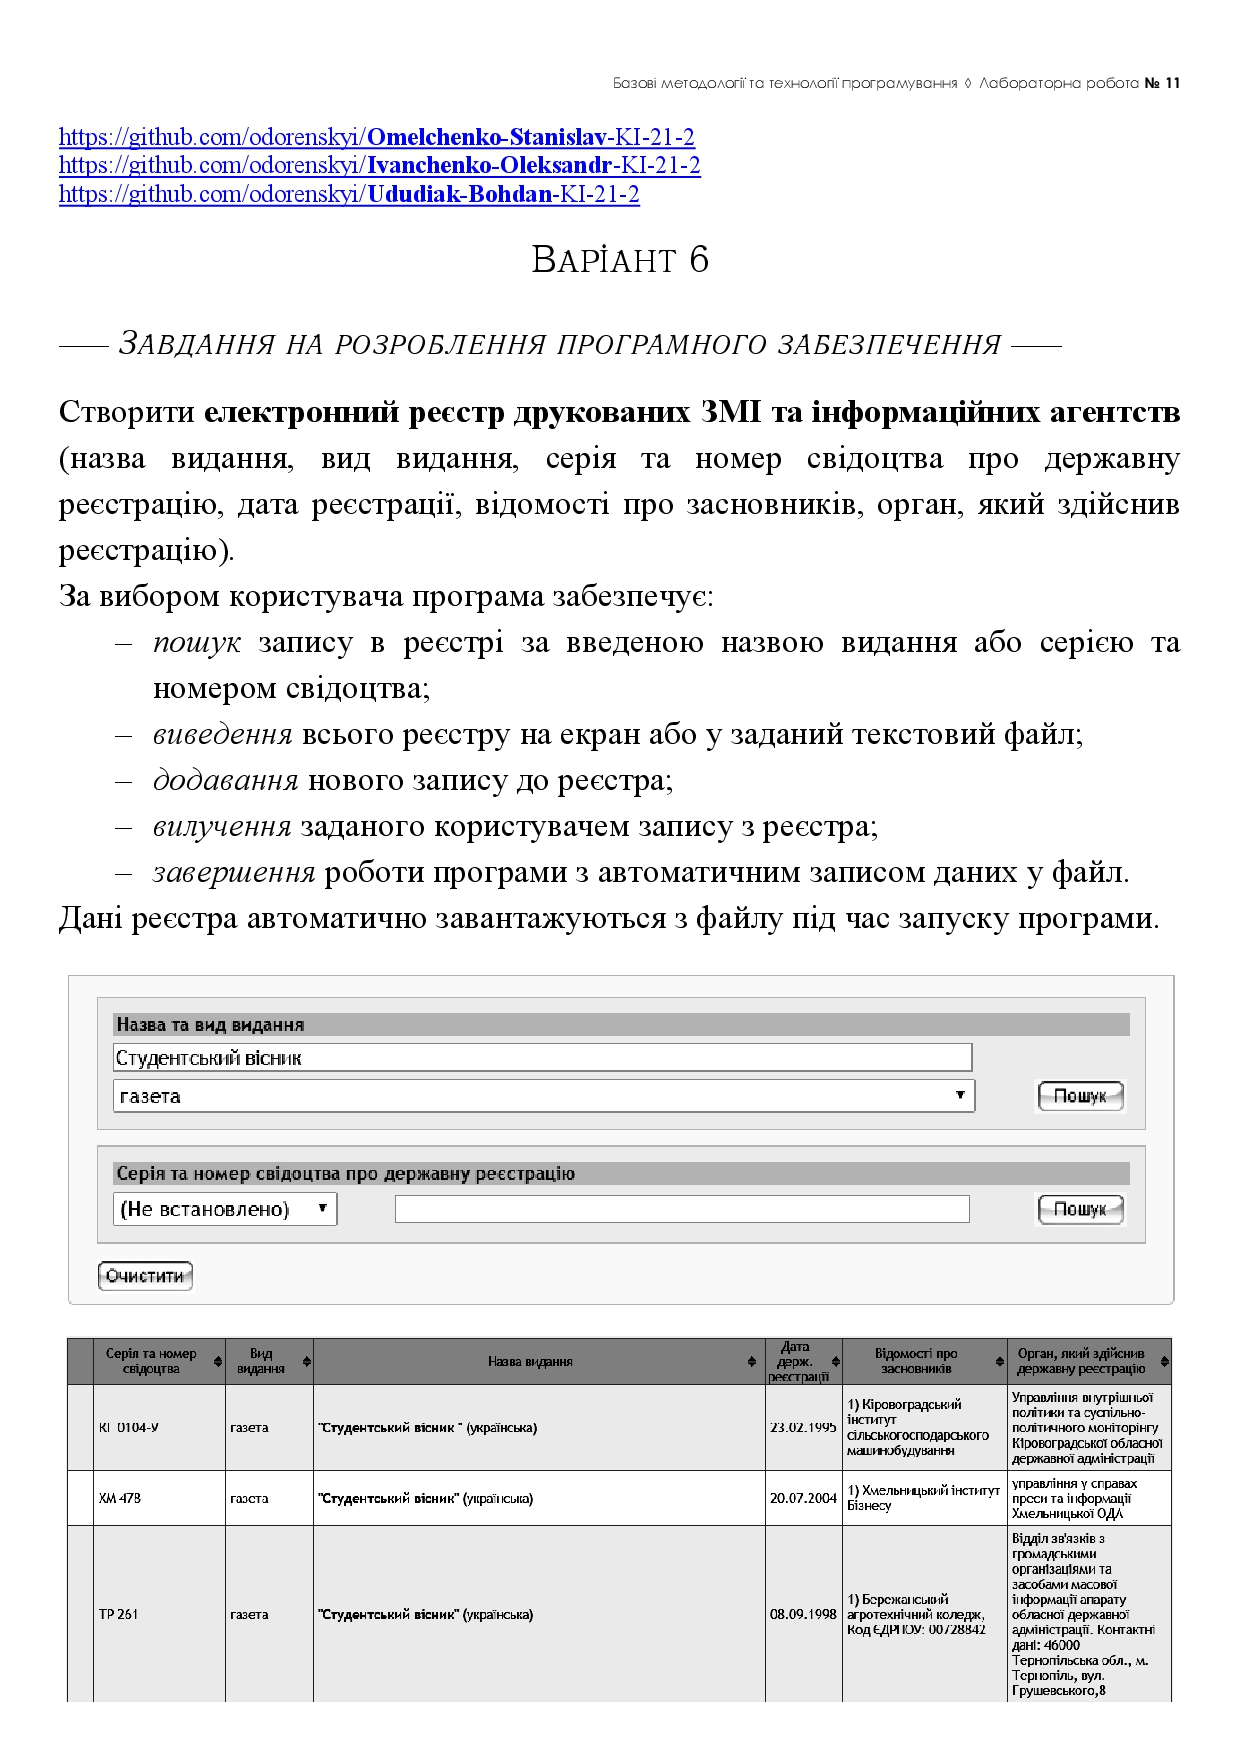 Базові методології та технології програмування ◊ Лабораторна робота № 11
https://github.com/odorenskyi/Omelchenko-Stanislav-KI-21-2
https://github.com/odorenskyi/Ivanchenko-Oleksandr-KI-21-2
https://github.com/odorenskyi/Ududiak-Bohdan-KI-21-2
ВАРІАНТ 6
ЗАВДАННЯ НА РОЗРОБЛЕННЯ ПРОГРАМНОГО ЗАБЕЗПЕЧЕННЯ
Створити електронний реєстр друкованих ЗМІ та інформаційних агентств
(назва видання, вид видання, серія та номер свідоцтва про державну
реєстрацію, дата реєстрації, відомості про засновників, орган, який здійснив
реєстрацію).
За вибором користувача програма забезпечує:
– пошук запису в реєстрі за введеною назвою видання або серією та
номером свідоцтва;
– виведення всього реєстру на екран або у заданий текстовий файл;
– додавання нового запису до реєстра;
– вилучення заданого користувачем запису з реєстра;
– завершення роботи програми з автоматичним записом даних у файл.
Дані реєстра автоматично завантажуються з файлу під час запуску програми.
Назва та вид видання
Студентський вісник
газета
Пошук
Серія та номер свідоцтва про державну реєстрацію
(Не встановлено)
Пошук
Очистити
Серія та номер
свідоцтва
Вид
видання
Назва видання
Дата
держ.
реєстрації
Відомості про
засновників
Орган, який здійснив
державну реєстрацію
КГ 0104-У
газета
"Студентський вісник " (українська)
23.02.1995
1) Кіровоградський
інститут
сільськогосподарського
машинобудування
Управління внутрішньої
політики та суспільно-
політичного моніторінгу
Кіровоградської обласної
державної адміністрації
ХМ 478
газета
"Студентський вісник" (українська)
20.07.2004
1) Хмельницький інститут
Бізнесу
управління у справах
преси та інформації
Хмельницької ОДА
ТР 261
газета
"Студентський вісник" (українська)
08.09.1998
1) Бережанський
агротехнічний коледж,
Код ЄДРПОУ: 00728842
Відділ зв'язків з
громадськими
організаціями та
засобами масової
інформації апарату
обласної державної
адміністрації. Контактні
дані: 46000
Тернопільська обл., м.
Тернопіль, вул.
Грушевського,8